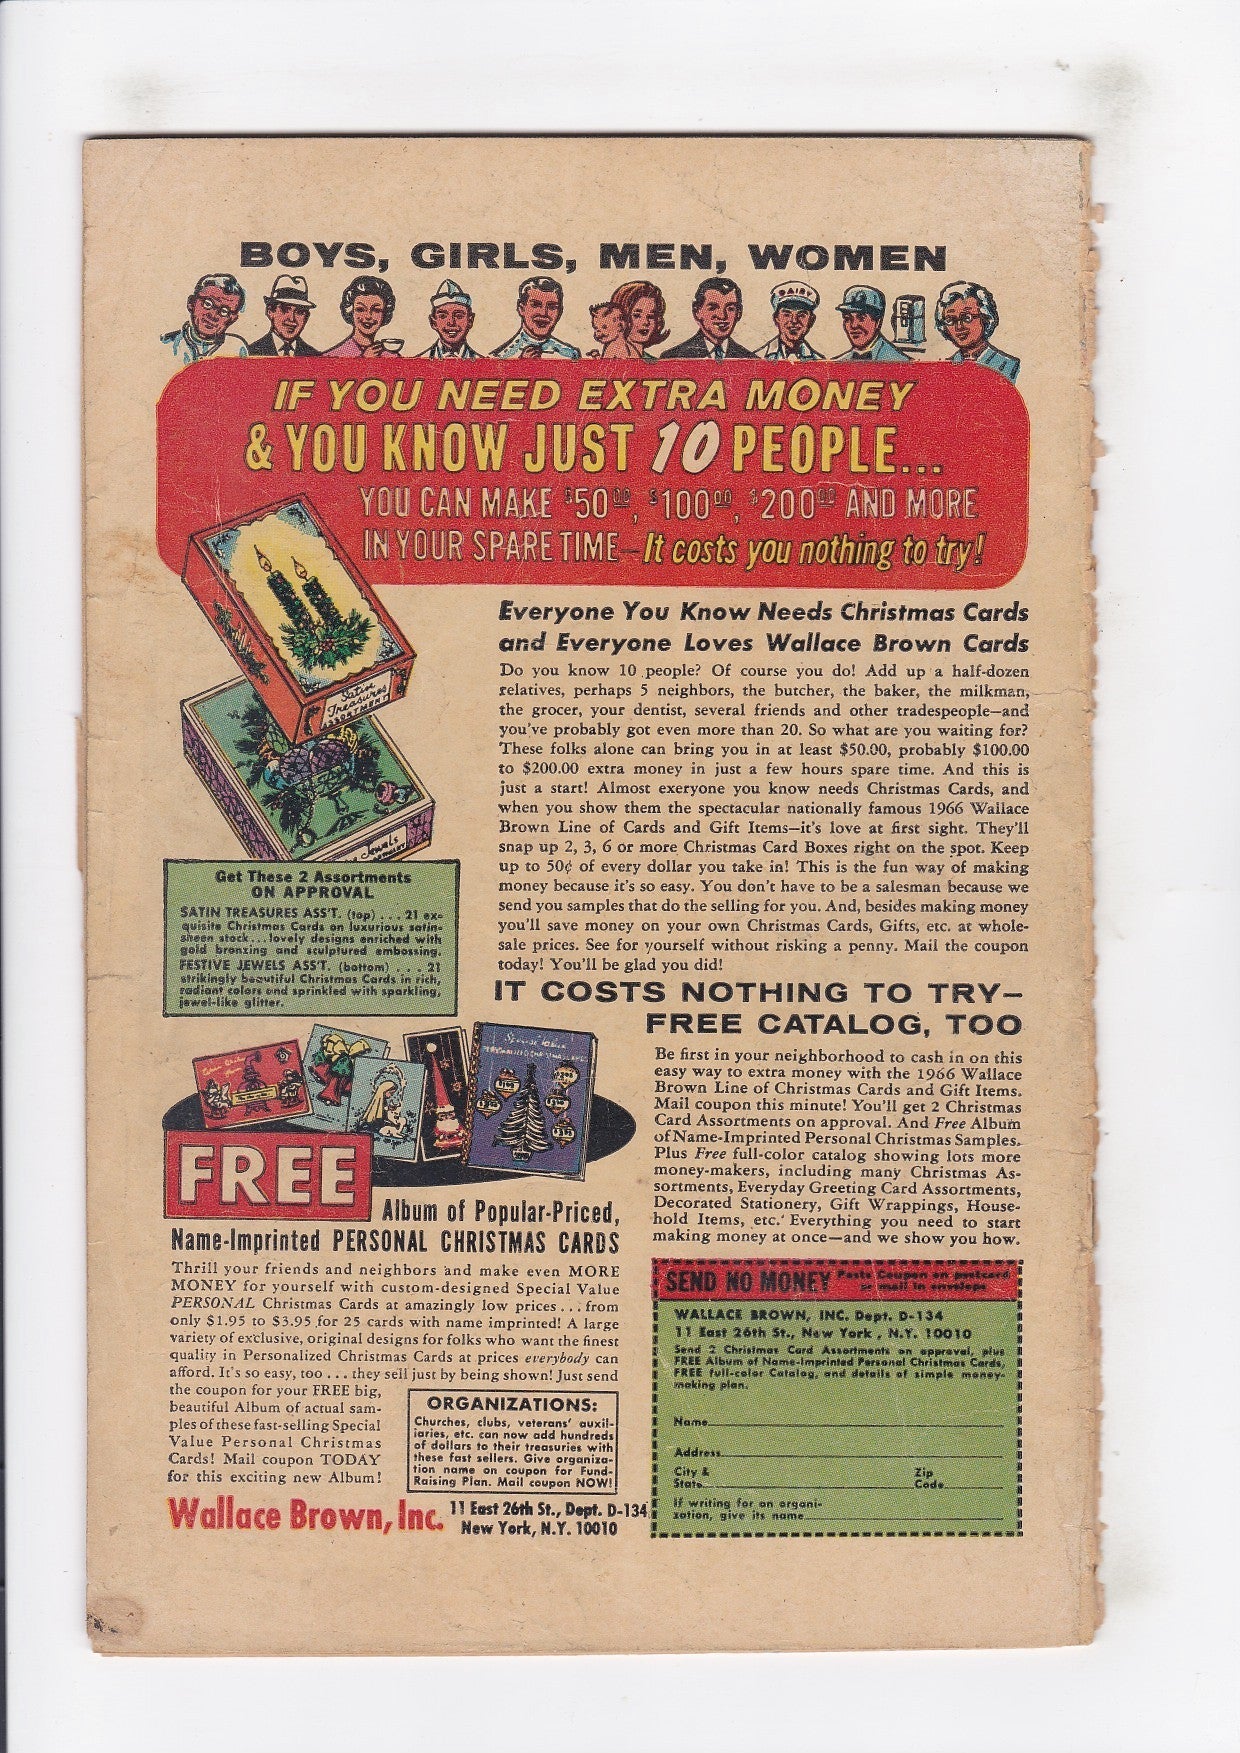 BOYS, GIRLS, MEN, WOMEN
DAIRY
IF YOU NEED EXTRA MONEY
& YOU KNOW JUST 10 PEOPLE...
YOU CAN MAKE $50.00, $100.00, $200.00 AND MORE
IN YOUR SPARE TIME—It costs you nothing to try!
Satin
Treasures
ASSORTMENT
Jewels
Everyone You Know Needs Christmas Cards
and Everyone Loves Wallace Brown Cards
Do you know 10 people? Of course you do! Add up a half-dozen
relatives, perhaps 5 neighbors, the butcher, the baker, the milkman,
the grocer, your dentist, several friends and other tradespeople—and
you've probably got even more than 20. So what are you waiting for?
These folks alone can bring you in at least $50.00, probably $100.00
to $200.00 extra money in just a few hours spare time. And this is
just a start! Almost exeryone you know needs Christmas Cards, and
when you show them the spectacular nationally famous 1966 Wallace
Brown Line of Cards and Gift Items—it's love at first sight. They'll
snap up 2, 3, 6 or more Christmas Card Boxes right on the spot. Keep
up to 50¢ of every dollar you take in! This is the fun way of making
money because it's so easy. You don't have to be a salesman because we
send you samples that do the selling for you. And, besides making money
you'll save money on your own Christmas Cards, Gifts, etc. at whole-
sale prices. See for yourself without risking a penny. Mail the coupon
today! You'll be glad you did!
Get These 2 Assortments
ON APPROVAL
SATIN TREASURES ASS'T. (top) . . . 21 ex-
quisite Christmas Cards on luxurious satin-
sheen stock...lovely designs enriched with
gold bronzing and sculptured embossing.
FESTIVE JEWELS ASS'T. (bottom) . . . 21
strikingly beautiful Christmas Cards in rich,
radiant colors and sprinkled with sparkling,
jewel-like glitter.
IT COSTS NOTHING TO TRY—
FREE CATALOG, TOO
Be first in your neighborhood to cash in on this
easy way to extra money with the 1966 Wallace
Brown Line of Christmas Cards and Gift Items.
Mail coupon this minute! You'll get 2 Christmas
Card Assortments on approval. And Free Album
of Name-Imprinted Personal Christmas Samples.
Plus Free full-color catalog showing lots more
money-makers, including many Christmas As-
sortments, Everyday Greeting Card Assortments,
Decorated Stationery, Gift Wrappings, House-
hold Items, etc. Everything you need to start
making money at once—and we show you how.
FREE
Album of Popular-Priced,
Name-Imprinted PERSONAL CHRISTMAS CARDS
Thrill your friends and neighbors and make even MORE
MONEY for yourself with custom-designed Special Value
PERSONAL Christmas Cards at amazingly low prices . . . from
only $1.95 to $3.95 for 25 cards with name imprinted! A large
variety of exclusive, original designs for folks who want the finest
quality in Personalized Christmas Cards at prices everybody can
afford. It's so easy, too . . . they sell just by being shown! Just send
the coupon for your FREE big,
beautiful Album of actual sam-
ples of these fast-selling Special
Value Personal Christmas
Cards! Mail coupon TODAY
for this exciting new Album!
ORGANIZATIONS:
Churches, clubs, veterans' auxil-
iaries, etc. can now add hundreds
of dollars to their treasuries with
these fast sellers. Give organiza-
tion name on coupon for Fund-
Raising Plan. Mail coupon NOW!
Wallace Brown, Inc. 11 East 26th St., Dept. D-134
New York, N.Y. 10010
SEND NO MONEY Paste Coupon on postcard
or mail in envelope
WALLACE BROWN, INC. Dept. D-134
11 East 26th St., New York , N.Y. 10010
Send 2 Christmas Card Assortments on approval, plus
FREE Album of Name-Imprinted Personal Christmas Cards,
FREE full-color Catalog, and details of simple money-
making plan.
Name
Address
City & State
Zip Code
If writing for an organi-
zation, give its name